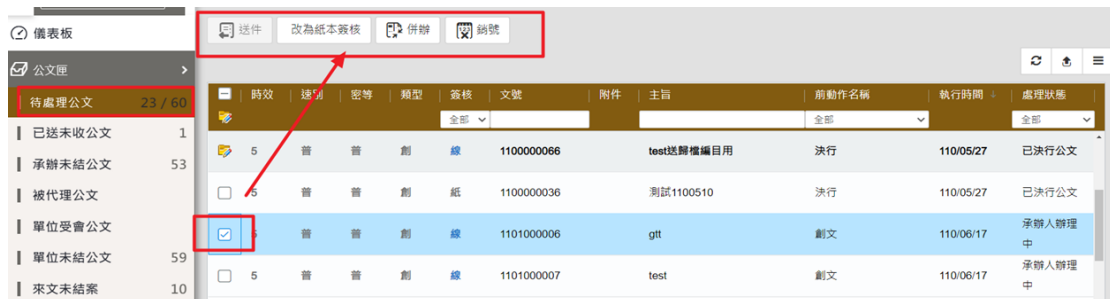 儀表板
公文匣
待處理公文 23 / 60
已送未收公文 1
承辦未結公文 53
被代理公文
單位受會公文
單位未結公文 59
來文未結案 10
送件 改為紙本簽核 併辦 銷號
時效 速別 密等 類型 簽核 文號 附件 主旨 前動作名稱 執行時間 處理狀態
全部 全部 全部
5 普 普 創 線 1100000066 test送歸檔編目用 決行 110/05/27 已決行公文
5 普 普 創 紙 1100000036 測試1100510 決行 110/05/27 已決行公文
5 普 普 創 線 1101000006 gtt 創文 110/06/17 承辦人辦理
中
5 普 普 創 線 1101000007 test 創文 110/06/17 承辦人辦理
中